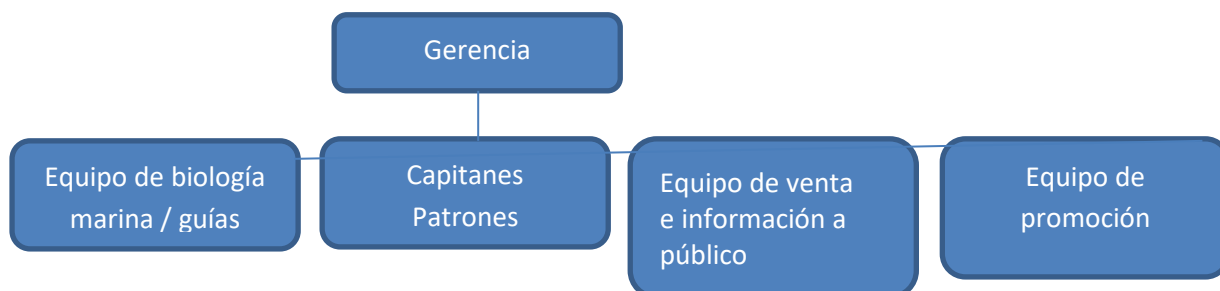 Gerencia
Equipo de biología
marina / guías
Capitanes
Patrones
Equipo de venta
e información a
público
Equipo de
promoción